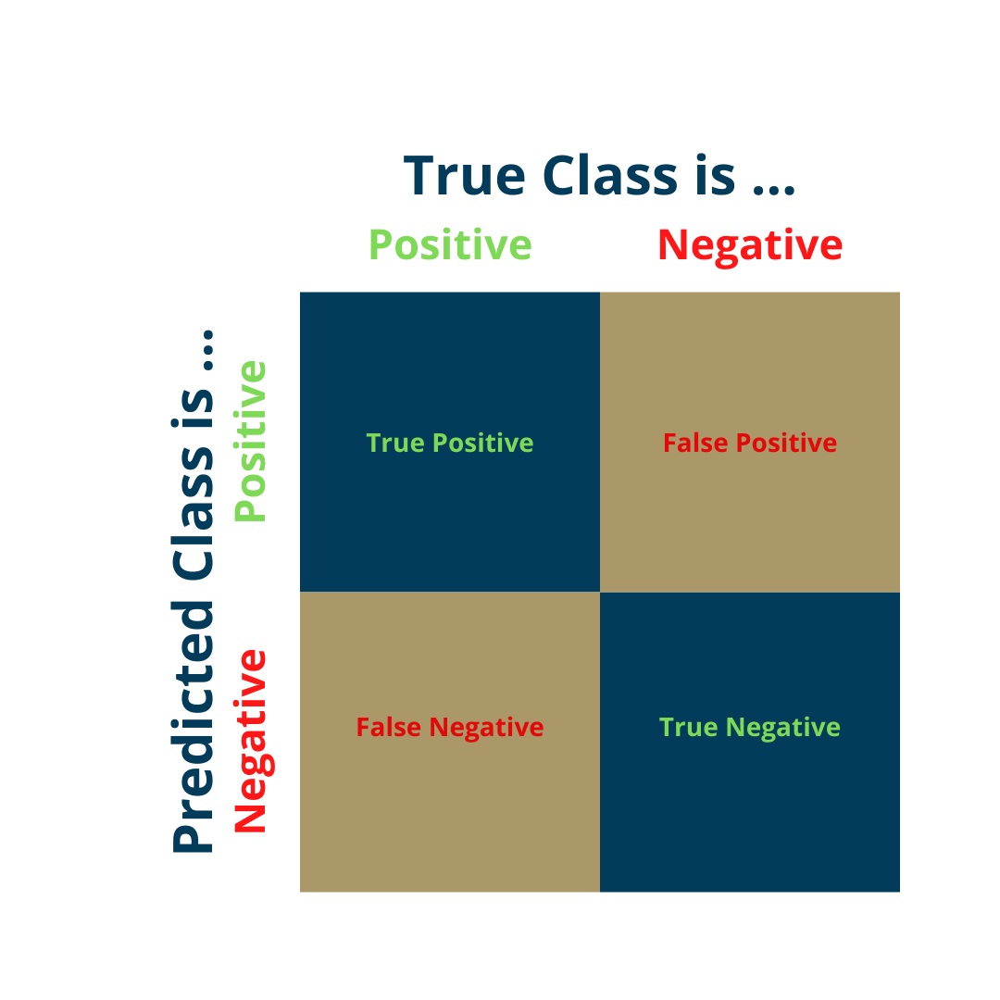 True Class is ...
Positive
Negative
Predicted Class is ...
Positive
Negative
True Positive
False Positive
False Negative
True Negative